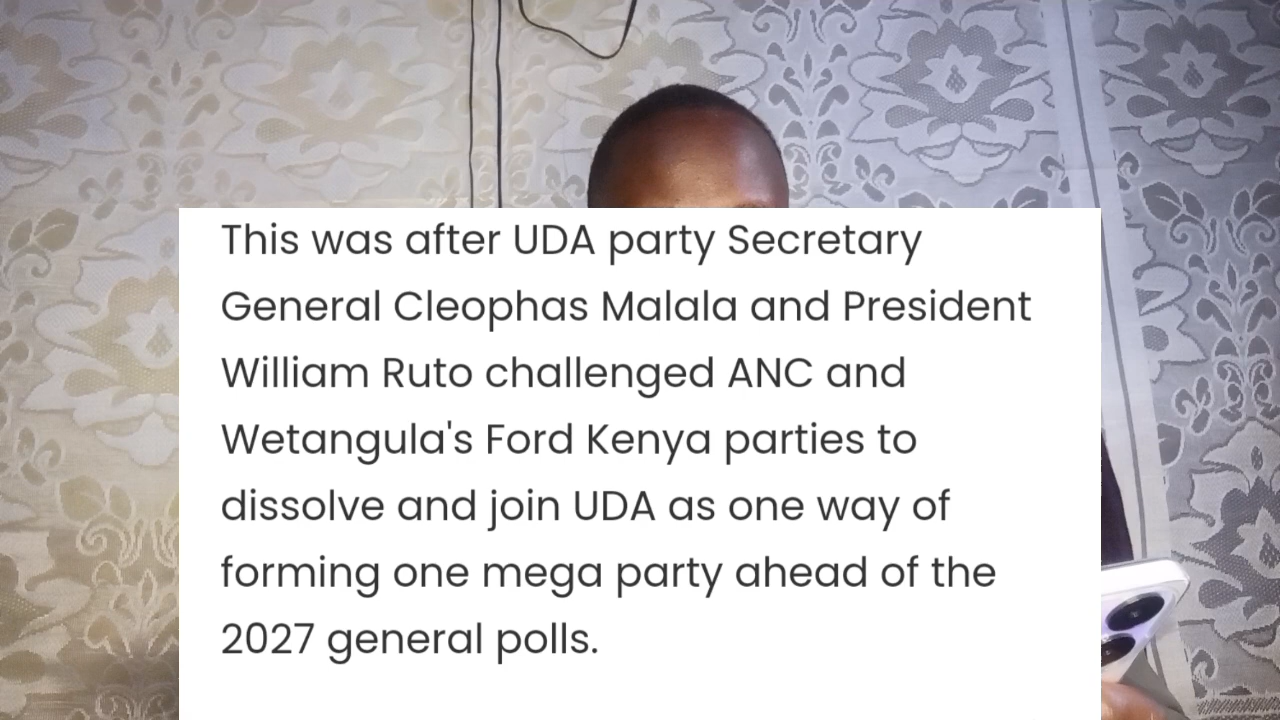 This was after UDA party Secretary
General Cleophas Malala and President
William Ruto challenged ANC and
Wetangula's Ford Kenya parties to
dissolve and join UDA as one way of
forming one mega party ahead of the
2027 general polls.